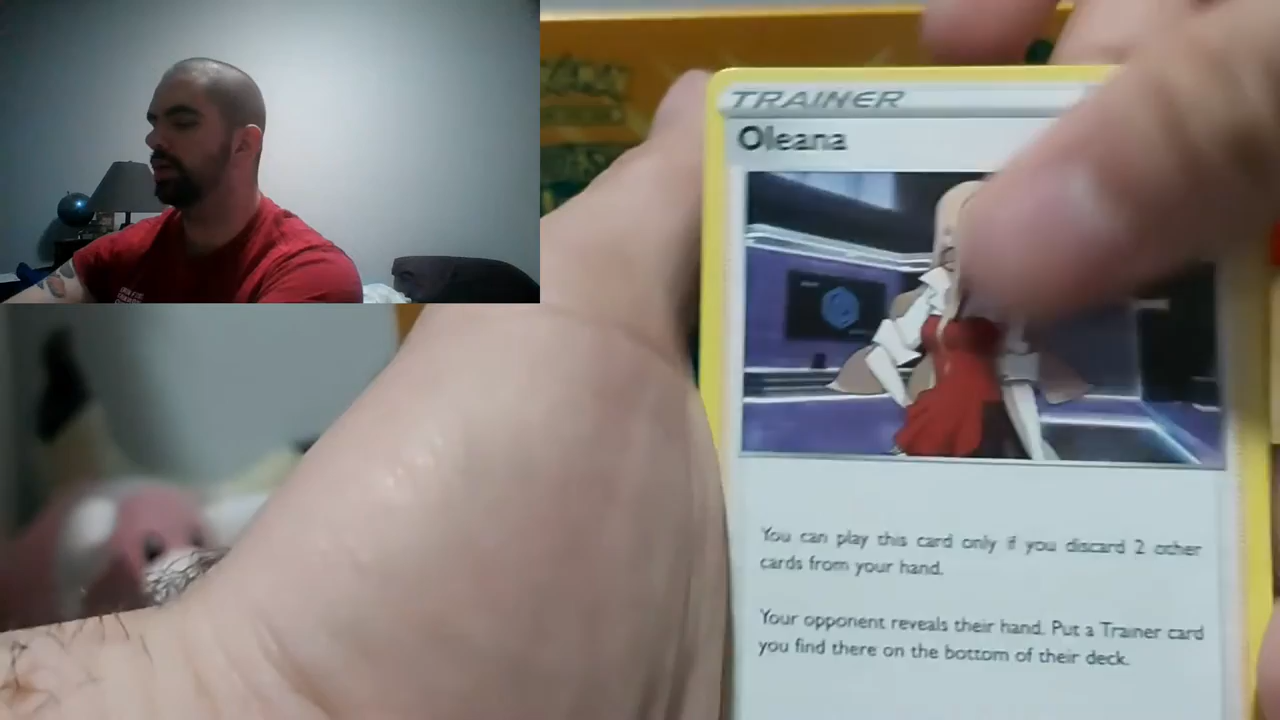 TRAINER
Oleana
You can play this card only if you discard 2 other
cards from your hand.
Your opponent reveals their hand. Put a Trainer card
you find there on the bottom of their deck.